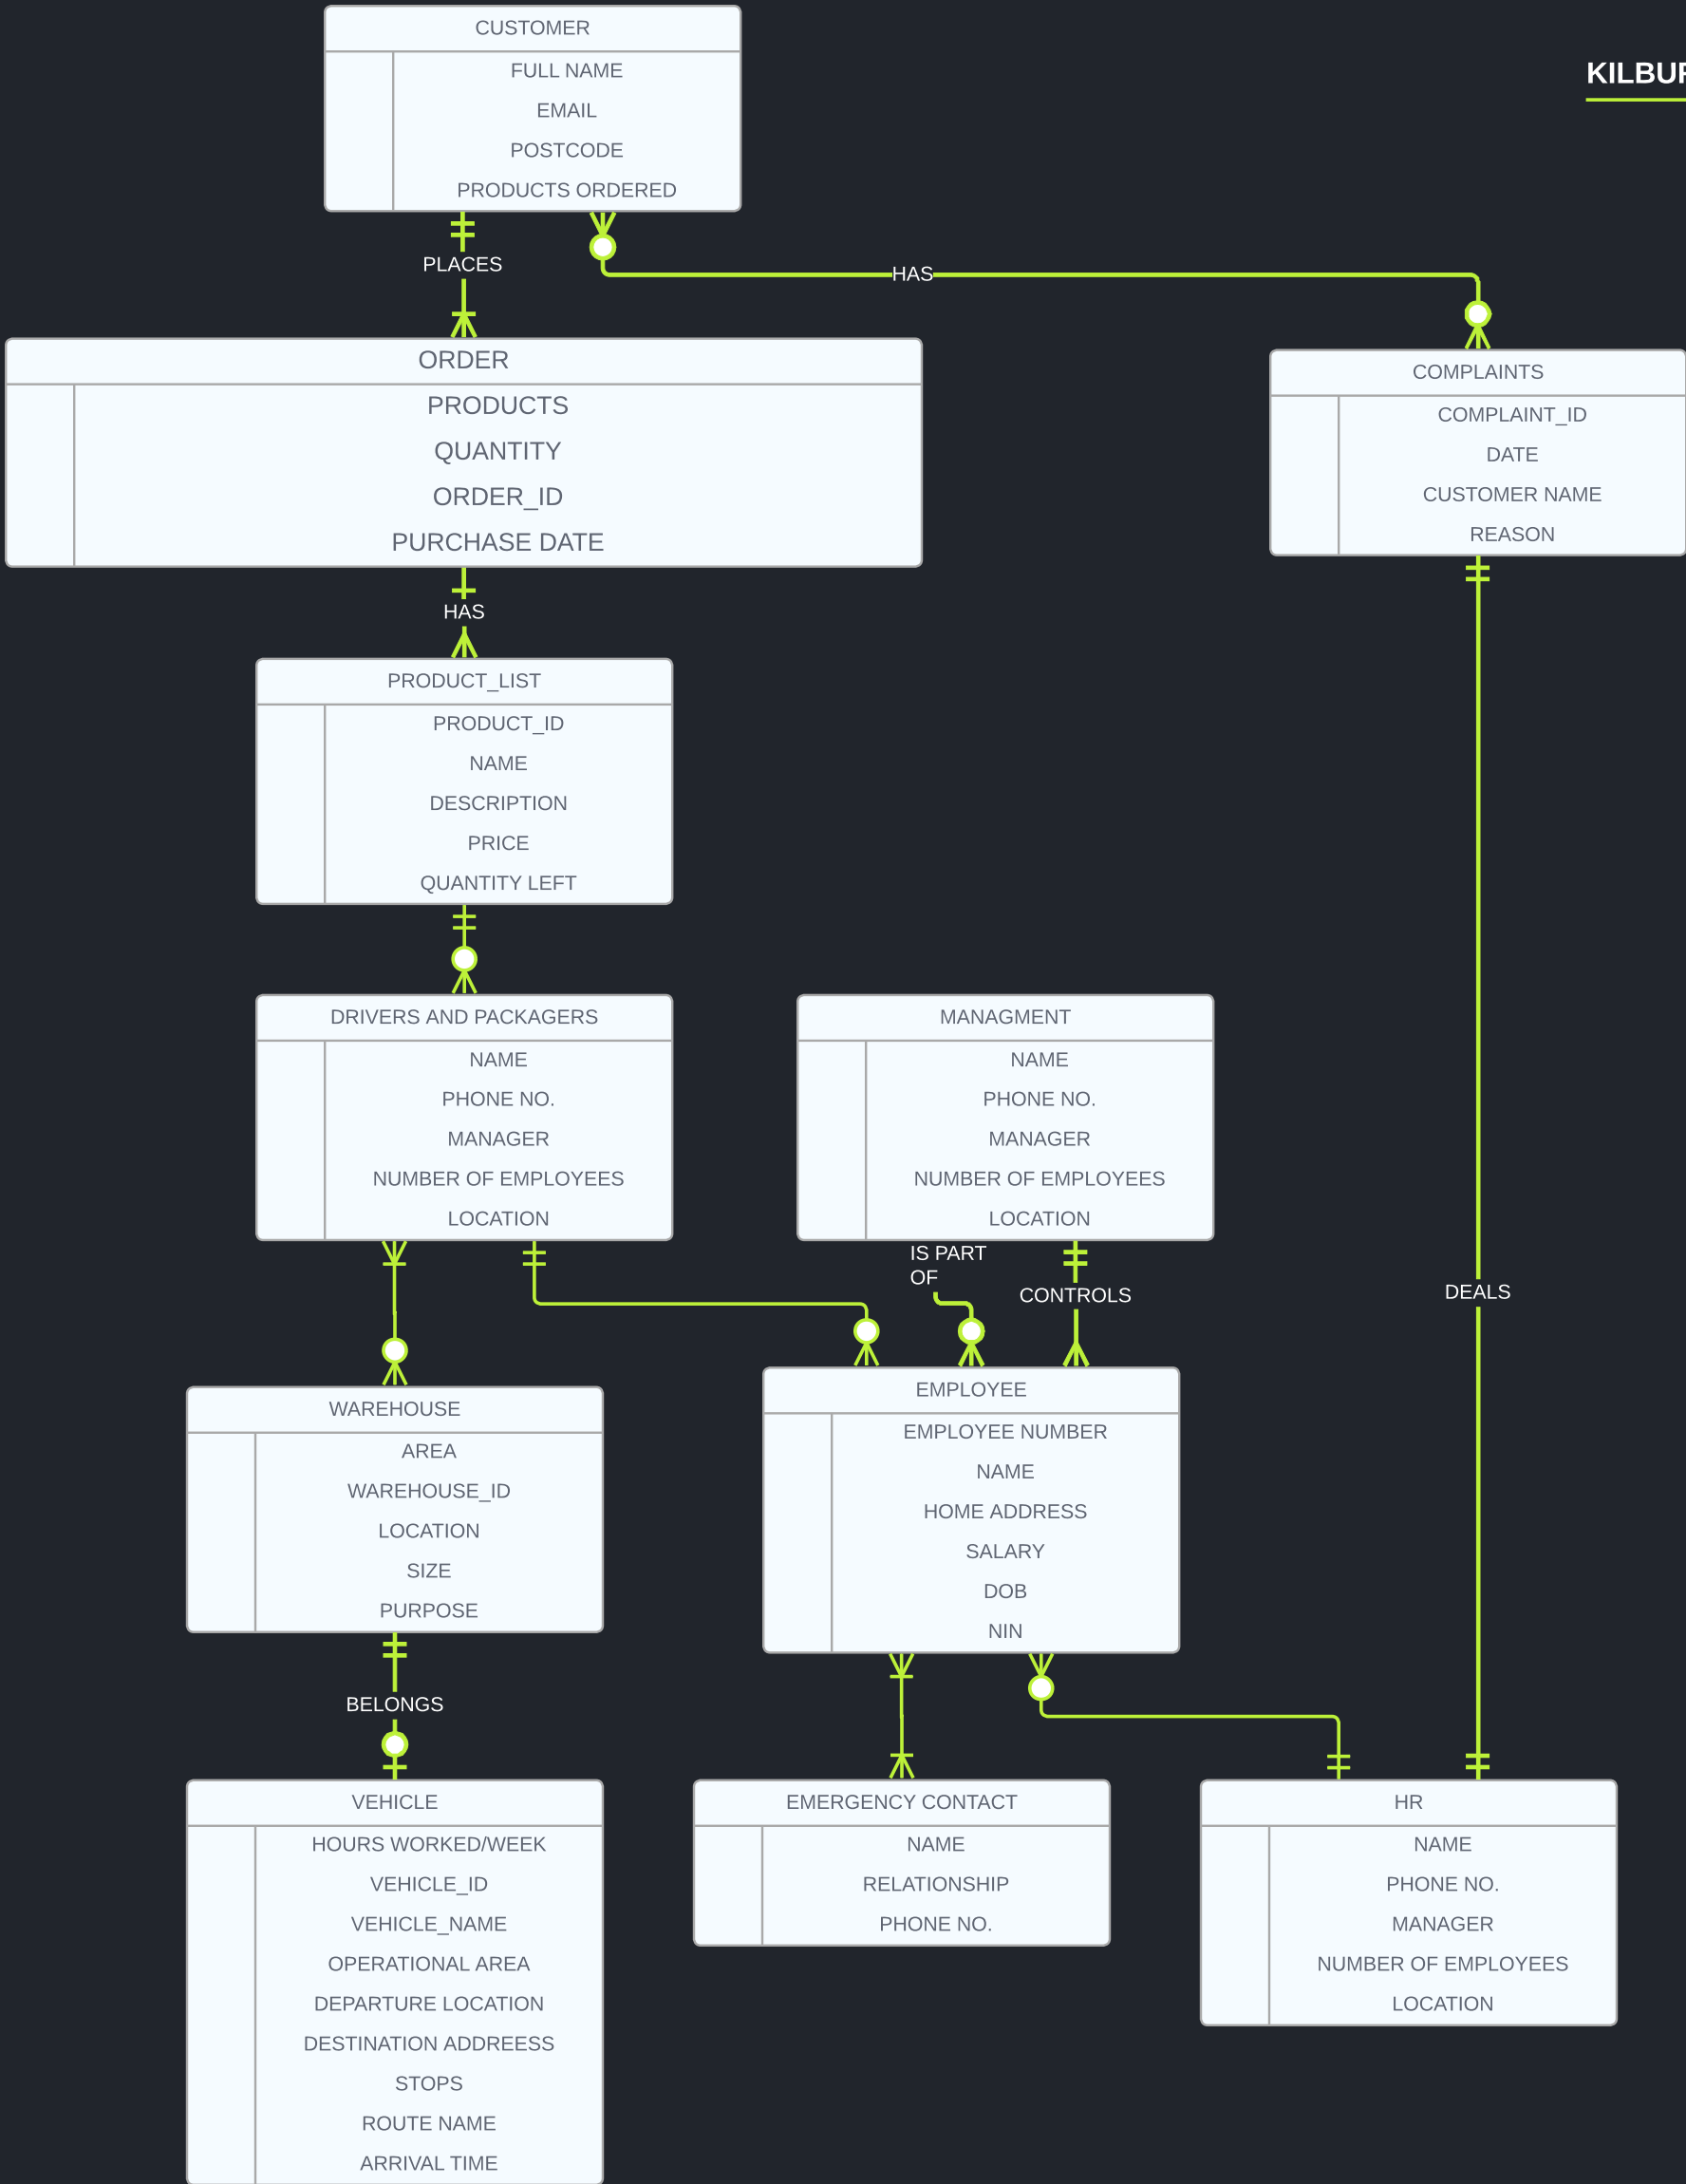 CUSTOMER
FULL NAME
EMAIL
POSTCODE
PRODUCTS ORDERED
PLACES
HAS
ORDER
PRODUCTS
QUANTITY
ORDER_ID
PURCHASE DATE
COMPLAINTS
COMPLAINT_ID
DATE
CUSTOMER NAME
REASON
HAS
PRODUCT_LIST
PRODUCT_ID
NAME
DESCRIPTION
PRICE
QUANTITY LEFT
DRIVERS AND PACKAGERS
NAME
PHONE NO.
MANAGER
NUMBER OF EMPLOYEES
LOCATION
MANAGMENT
NAME
PHONE NO.
MANAGER
NUMBER OF EMPLOYEES
LOCATION
IS PART
OF
CONTROLS
DEALS
WAREHOUSE
AREA
WAREHOUSE_ID
LOCATION
SIZE
PURPOSE
EMPLOYEE
EMPLOYEE NUMBER
NAME
HOME ADDRESS
SALARY
DOB
NIN
BELONGS
VEHICLE
HOURS WORKED/WEEK
VEHICLE_ID
VEHICLE_NAME
OPERATIONAL AREA
DEPARTURE LOCATION
DESTINATION ADDREESS
STOPS
ROUTE NAME
ARRIVAL TIME
EMERGENCY CONTACT
NAME
RELATIONSHIP
PHONE NO.
HR
NAME
PHONE NO.
MANAGER
NUMBER OF EMPLOYEES
LOCATION